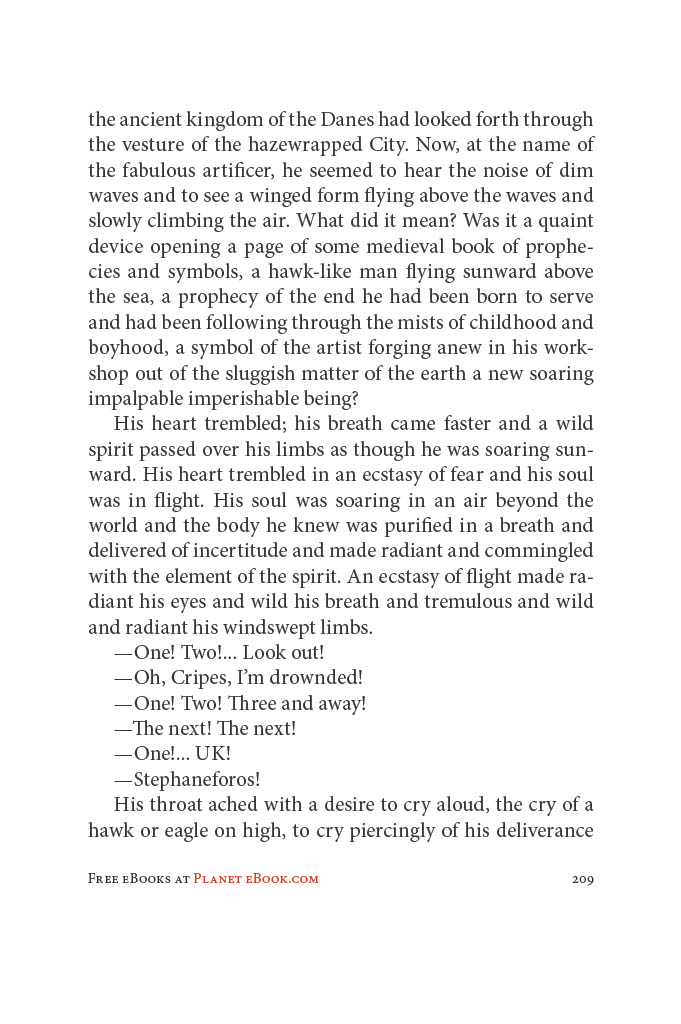 the ancient kingdom of the Danes had looked forth through
the vesture of the hazewrapped City. Now, at the name of
the fabulous artificer, he seemed to hear the noise of dim
waves and to see a winged form flying above the waves and
slowly climbing the air. What did it mean? Was it a quaint
device opening a page of some medieval book of prophe-
cies and symbols, a hawk-like man flying sunward above
the sea, a prophecy of the end he had been born to serve
and had been following through the mists of childhood and
boyhood, a symbol of the artist forging anew in his work-
shop out of the sluggish matter of the earth a new soaring
impalpable imperishable being?
His heart trembled; his breath came faster and a wild
spirit passed over his limbs as though he was soaring sun-
ward. His heart trembled in an ecstasy of fear and his soul
was in flight. His soul was soaring in an air beyond the
world and the body he knew was purified in a breath and
delivered of incertitude and made radiant and commingled
with the element of the spirit. An ecstasy of flight made ra-
diant his eyes and wild his breath and tremulous and wild
and radiant his windswept limbs.
—One! Two!... Look out!
—Oh, Cripes, I'm drownded!
—One! Two! Three and away!
—The next! The next!
—One!... UK!
—Stephaneforos!
His throat ached with a desire to cry aloud, the cry of a
hawk or eagle on high, to cry piercingly of his deliverance
Free eBooks at Planet eBook.com 209